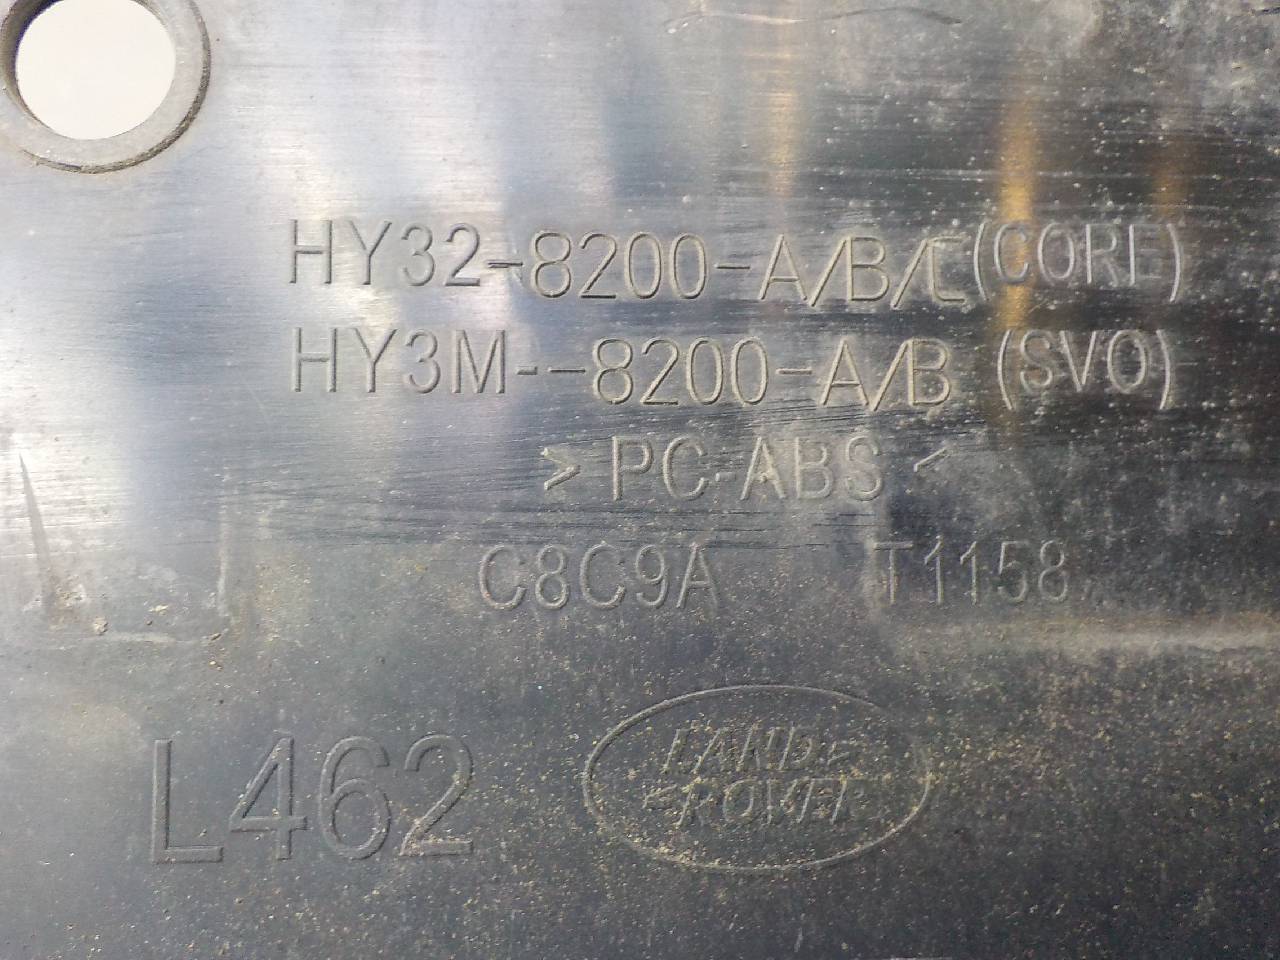 HY32-8200-A/B/C (CORE)
HY3M--8200-A/B (SVO)
> PC-ABS <
C8C9A T1158
L462
LAND
ROVER